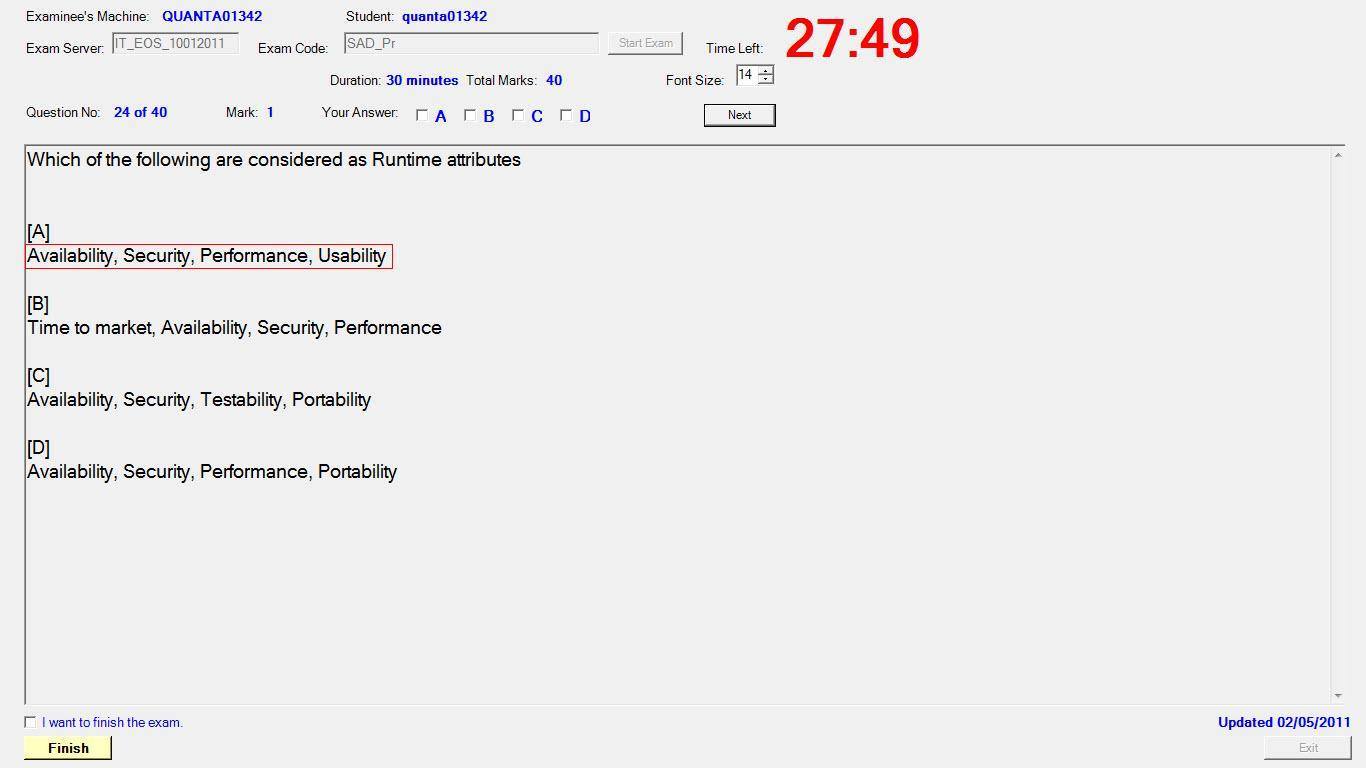 Examinee's Machine: QUANTA01342 Student: quanta01342
Exam Server: IT_EOS_10012011 Exam Code: SAD_Pr Start Exam Time Left: 27:49
Duration: 30 minutes Total Marks: 40 Font Size: 14
Question No: 24 of 40 Mark: 1 Your Answer: A B C D Next
Which of the following are considered as Runtime attributes
[A]
Availability, Security, Performance, Usability
[B]
Time to market, Availability, Security, Performance
[C]
Availability, Security, Testability, Portability
[D]
Availability, Security, Performance, Portability
I want to finish the exam. Updated 02/05/2011
Finish Exit